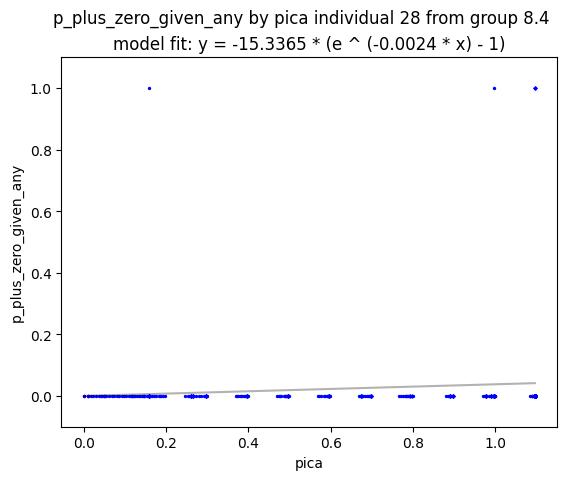 p_plus_zero_given_any by pica individual 28 from group 8.4
model fit: y = -15.3365 * (e ^ (-0.0024 * x) - 1)
1.0
0.8
0.6
0.4
0.2
0.0
p_plus_zero_given_any
0.0 0.2 0.4 0.6 0.8 1.0
pica